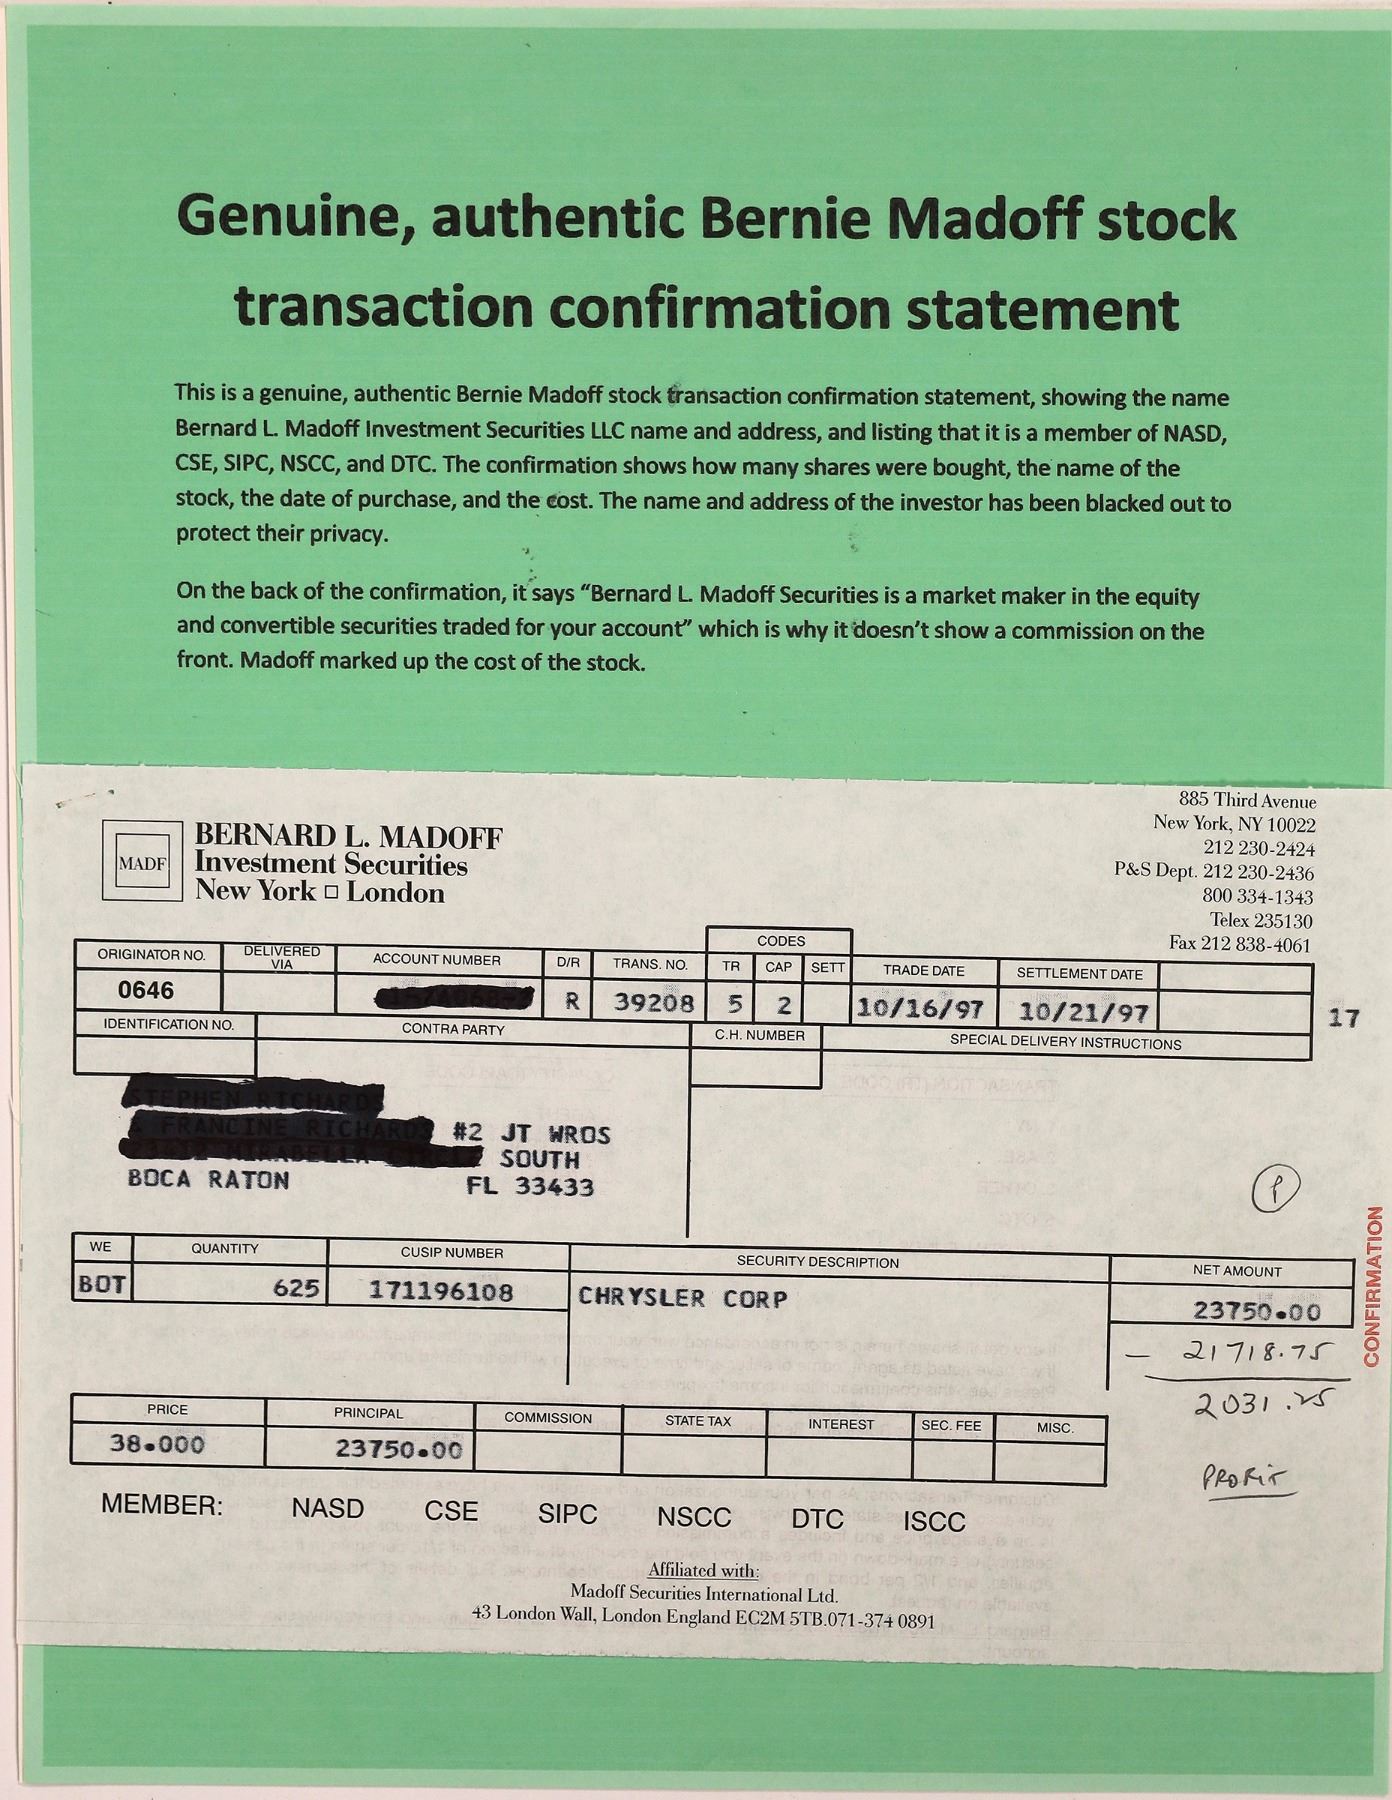 Genuine, authentic Bernie Madoff stock
transaction confirmation statement
This is a genuine, authentic Bernie Madoff stock transaction confirmation statement, showing the name
Bernard L. Madoff Investment Securities LLC name and address, and listing that it is a member of NASD,
CSE, SIPC, NSCC, and DTC. The confirmation shows how many shares were bought, the name of the
stock, the date of purchase, and the cost. The name and address of the investor has been blacked out to
protect their privacy.
On the back of the confirmation, it says “Bernard L. Madoff Securities is a market maker in the equity
and convertible securities traded for your account” which is why it doesn’t show a commission on the
front. Madoff marked up the cost of the stock.
885 Third Avenue
New York, NY 10022
212 230-2424
P&S Dept. 212 230-2436
800 334-1343
Telex 235130
Fax 212 838-4061
MADF
BERNARD L. MADOFF
Investment Securities
New York □ London
CODES
ORIGINATOR NO. DELIVERED VIA ACCOUNT NUMBER D/R TRANS. NO. TR CAP SETT TRADE DATE SETTLEMENT DATE
0646 R 39208 5 2 10/16/97 10/21/97 17
IDENTIFICATION NO. CONTRA PARTY C.H. NUMBER SPECIAL DELIVERY INSTRUCTIONS
#2 JT WROS
SOUTH
BOCA RATON FL 33433
P
WE QUANTITY CUSIP NUMBER SECURITY DESCRIPTION NET AMOUNT
BOT 625 171196108 CHRYSLER CORP 23750.00
CONFIRMATION
— 21718.75
2031.25
PROFIT
PRICE PRINCIPAL COMMISSION STATE TAX INTEREST SEC. FEE MISC.
38.000 23750.00
MEMBER: NASD CSE SIPC NSCC DTC ISCC
Affiliated with:
Madoff Securities International Ltd.
43 London Wall, London England EC2M 5TB.071-374 0891